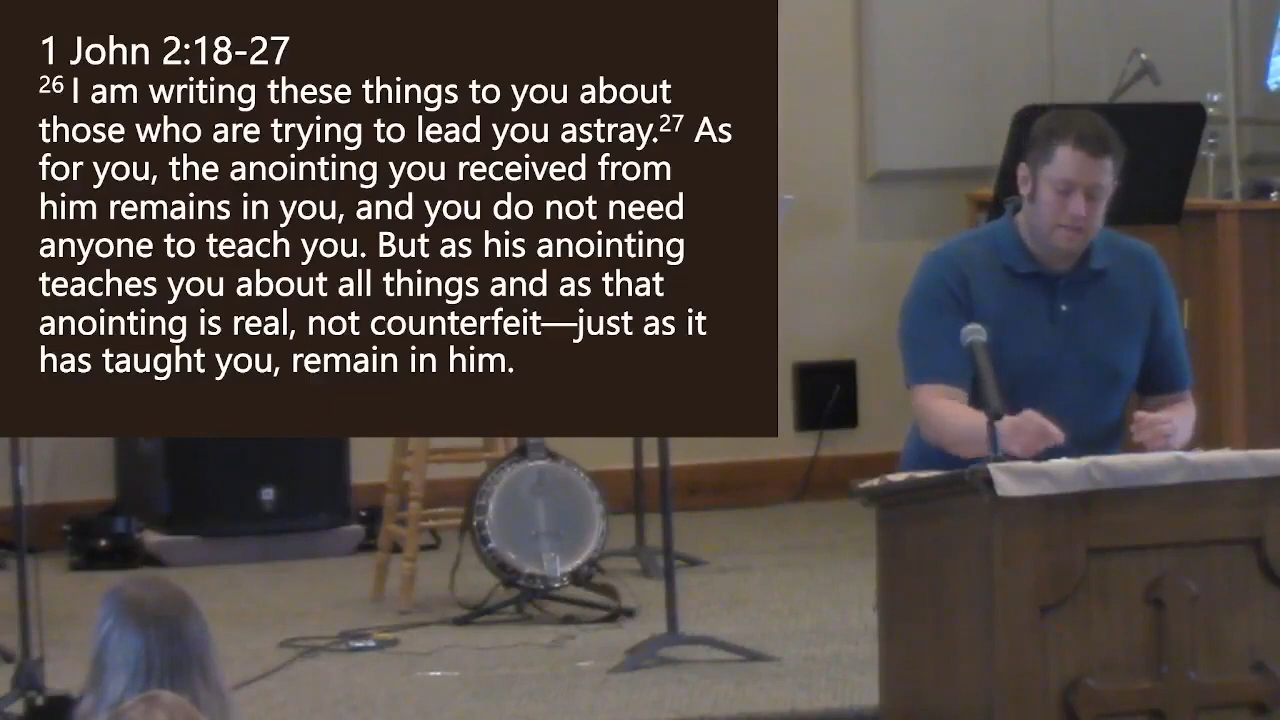 1 John 2:18-27
26 I am writing these things to you about
those who are trying to lead you astray.27 As
for you, the anointing you received from
him remains in you, and you do not need
anyone to teach you. But as his anointing
teaches you about all things and as that
anointing is real, not counterfeit—just as it
has taught you, remain in him.